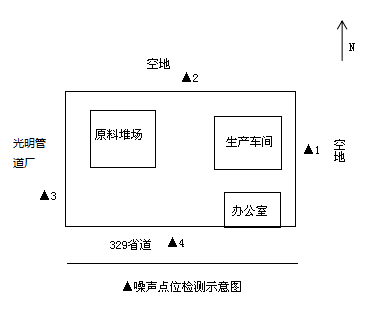 空地
▲2
N
原料堆场
生产车间
光明管
道厂
▲1
空
地
▲3
办公室
329省道
▲4
▲噪声点位检测示意图